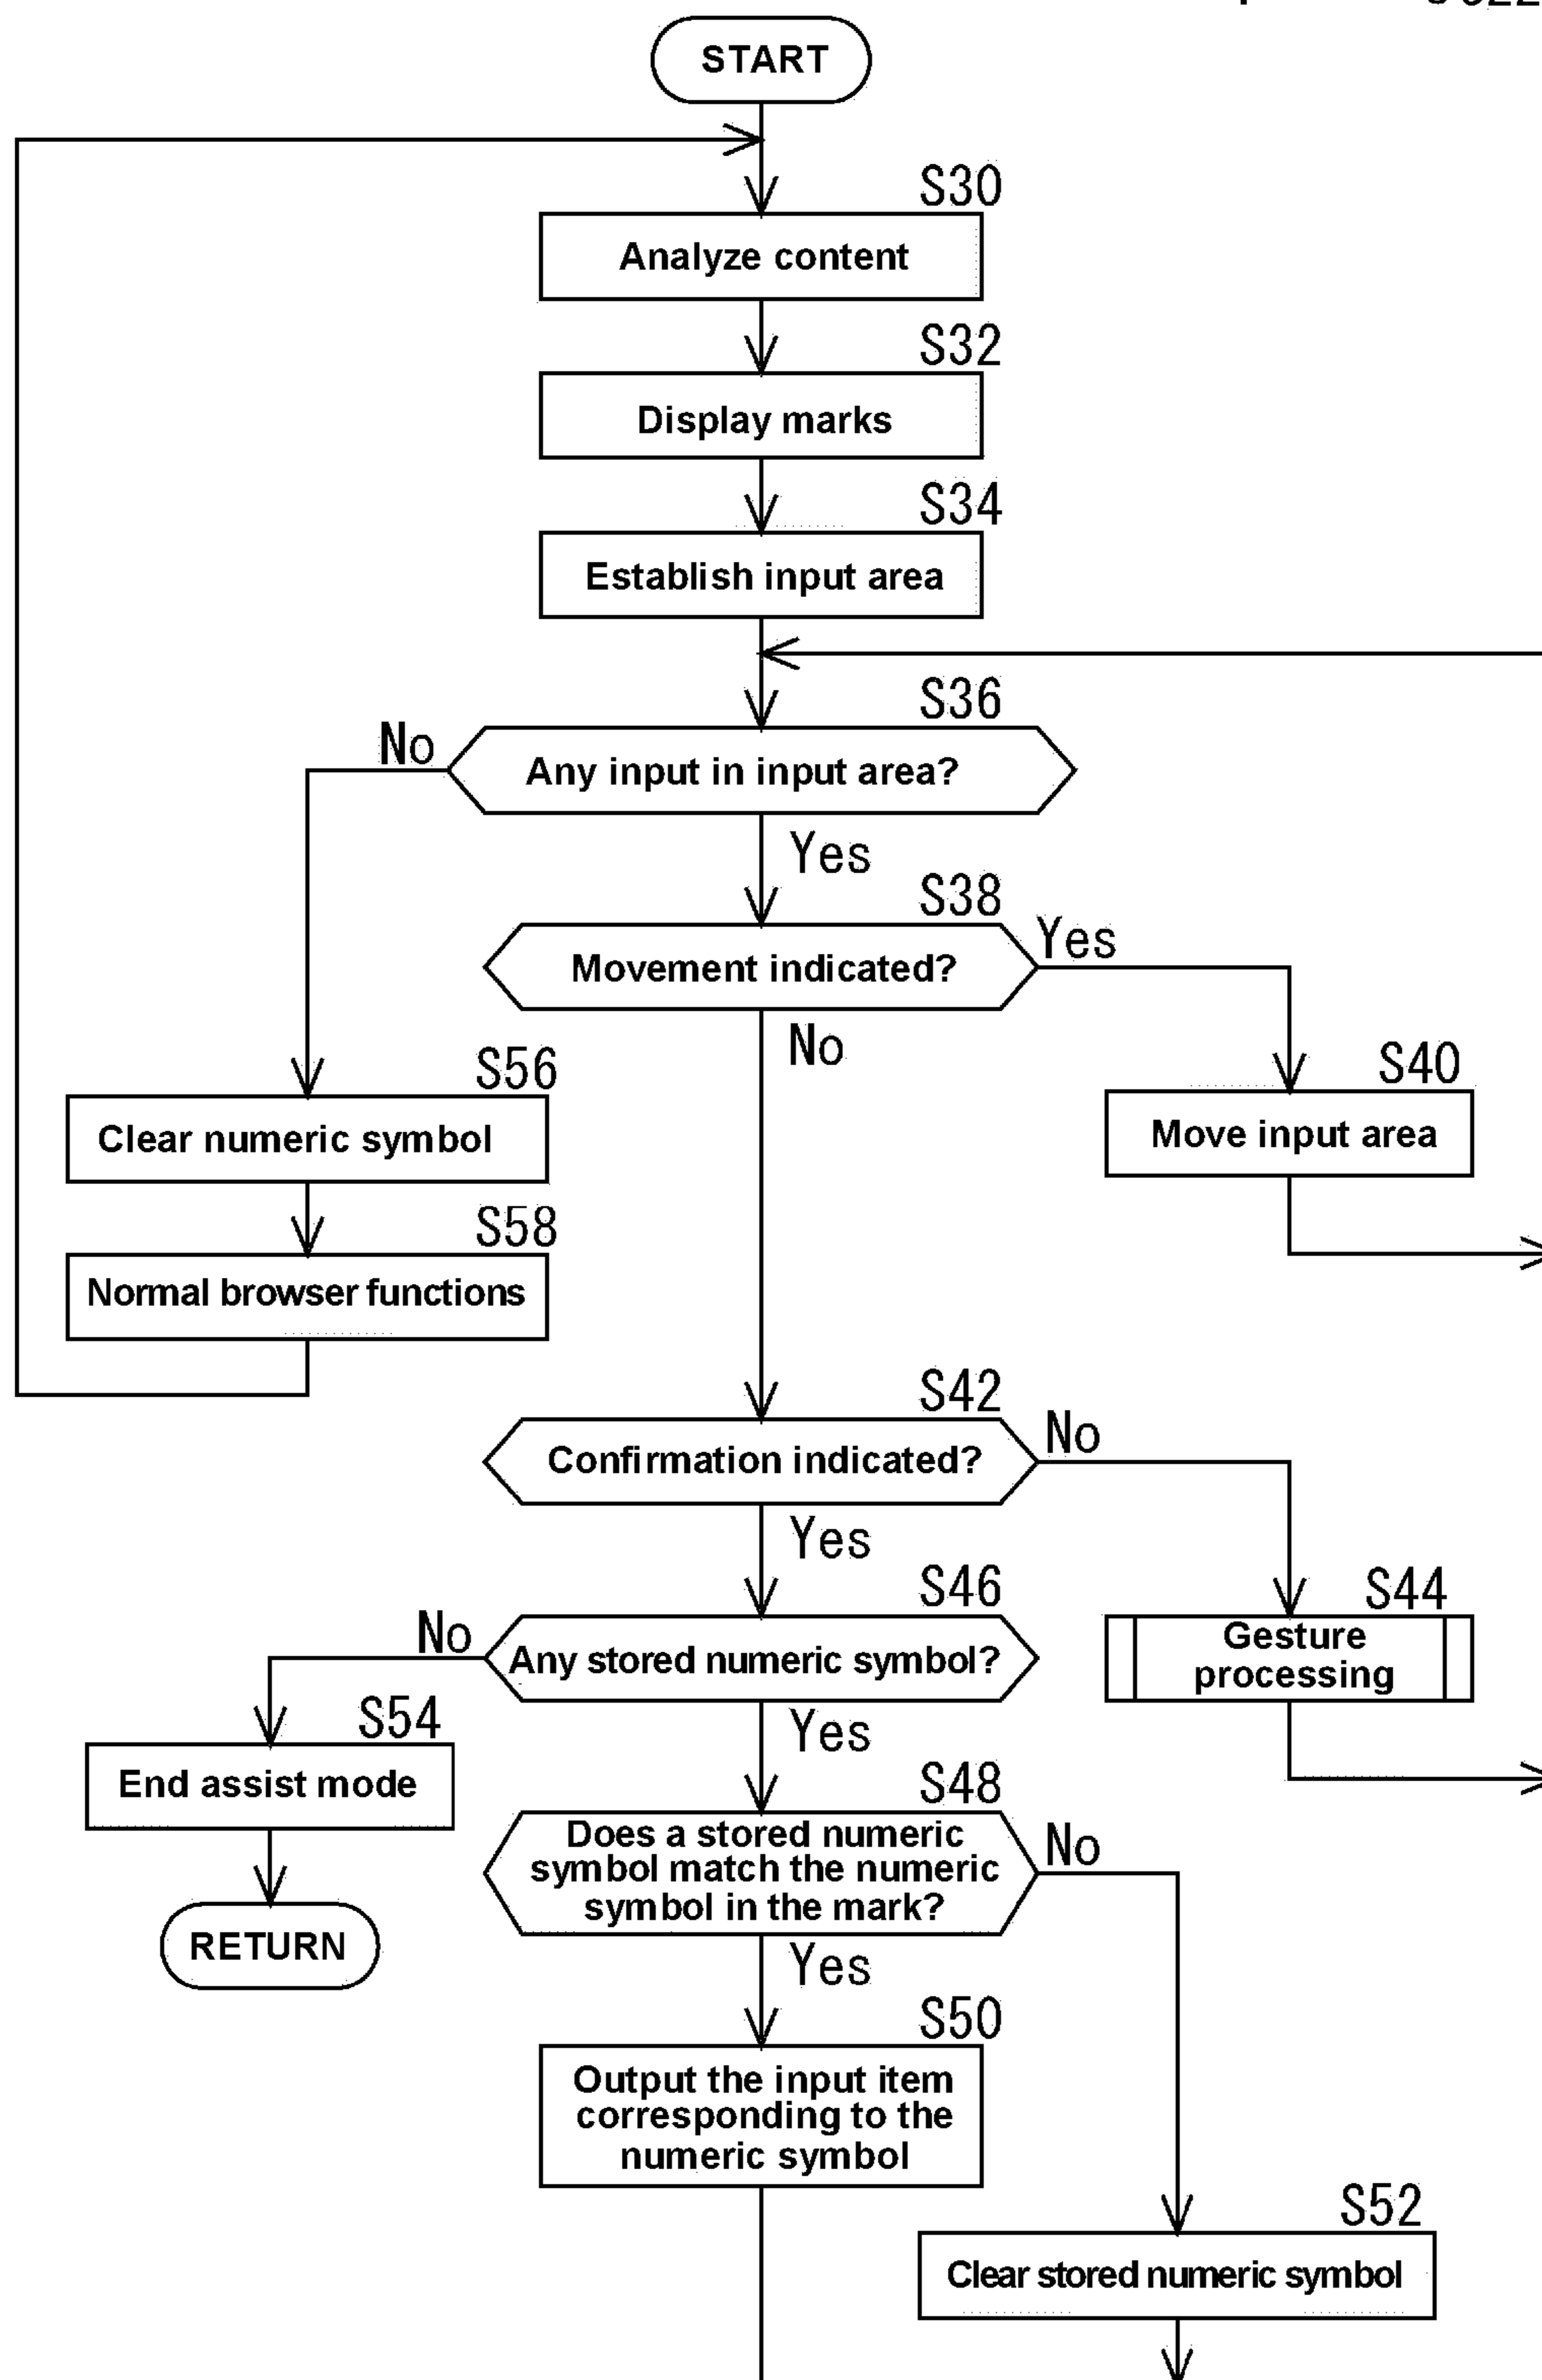 START
S30
Analyze content
S32
Display marks
S34
Establish input area
S36
No
Any input in input area?
Yes
S38
Yes
Movement indicated?
No
S40
Move input area
S56
Clear numeric symbol
S58
Normal browser functions
S42
No
Confirmation indicated?
Yes
S46
No
Any stored numeric symbol?
S44
Gesture
processing
Yes
S54
End assist mode
RETURN
S48
No
Does a stored numeric
symbol match the numeric
symbol in the mark?
Yes
S50
Output the input item
corresponding to the
numeric symbol
S52
Clear stored numeric symbol